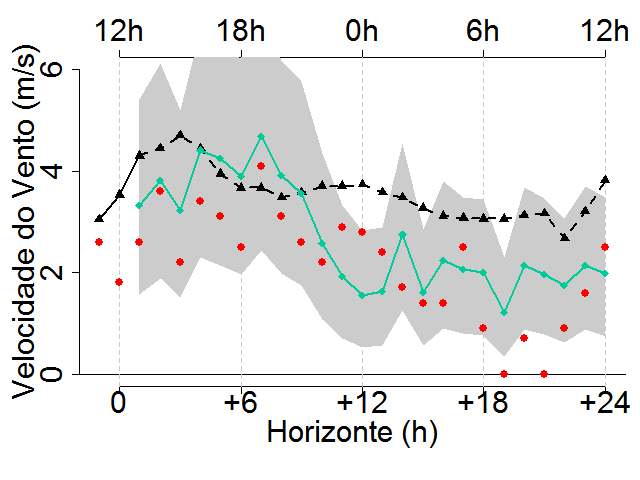 12h 18h 0h 6h 12h
Velocidade do Vento (m/s)
6
4
2
0
0 +6 +12 +18 +24
Horizonte (h)